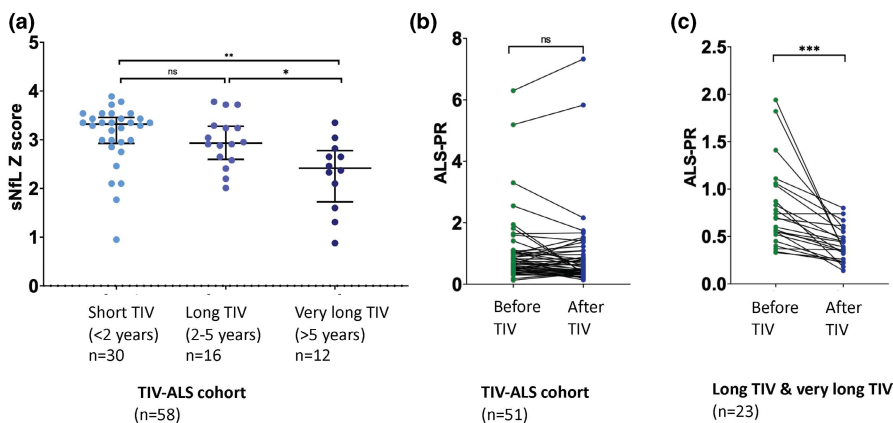 (a)
5
4
3
2
1
0
sNfL Z score
**
ns
*
Short TIV
(<2 years)
n=30
Long TIV
(2-5 years)
n=16
Very long TIV
(>5 years)
n=12
TIV-ALS cohort
(n=58)
(b)
8
6
4
2
0
ALS-PR
ns
Before
TIV
After
TIV
TIV-ALS cohort
(n=51)
(c)
2.5
2.0
1.5
1.0
0.5
0.0
ALS-PR
***
Before
TIV
After
TIV
Long TIV & very long TIV
(n=23)